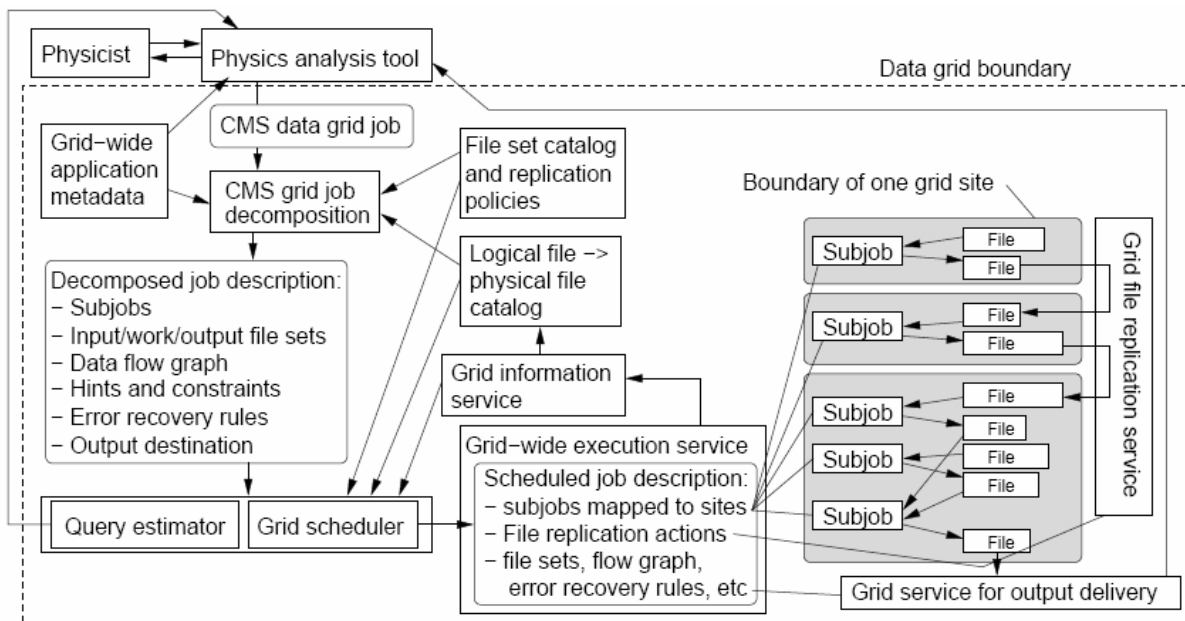 Physicist
Physics analysis tool
Data grid boundary
CMS data grid job
Grid−wide
application
metadata
File set catalog
and replication
policies
CMS grid job
decomposition
Boundary of one grid site
Logical file −>
physical file
catalog
Decomposed job description:
− Subjobs
− Input/work/output file sets
− Data flow graph
− Hints and constraints
− Error recovery rules
− Output destination
Grid information
service
Query estimator
Grid scheduler
Grid−wide execution service
Scheduled job description:
− subjobs mapped to sites
− File replication actions
− file sets, flow graph,
error recovery rules, etc
Subjob
File
File
Subjob
File
File
Subjob
File
File
Subjob
File
File
Subjob
File
Grid file replication service
Grid service for output delivery